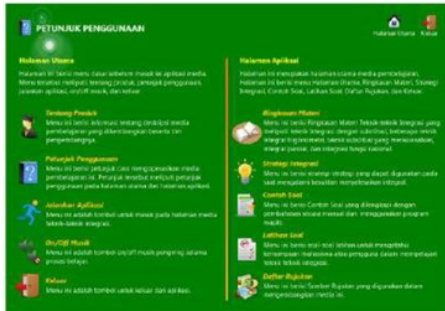 PETUNJUK PENGGUNAAN
Halaman Utama Keluar
Halaman Utama
Halaman ini berisi menu dasar sebelum masuk ke aplikasi media.
Menu tersebut meliputi tentang produk, petunjuk penggunaan,
jalankan aplikasi, on/off musik, dan keluar.
Tentang Produk
Menu ini berisi informasi tentang deskripsi media
pembelajaran yang dikembangkan beserta
pengembangnya.
Petunjuk Penggunaan
Menu ini berisi petunjuk cara mengoperasikan media
pembelajaran ini. Petunjuk tersebut meliputi petunjuk
penggunaan pada halaman utama dan halaman aplikasi.
Jalankan Aplikasi
Menu ini adalah tombol untuk masuk pada halaman media
teknik-teknik integrasi.
On/Off Musik
Menu ini adalah tombol on/off musik pengiring selama
proses belajar.
Keluar
Menu ini adalah tombol untuk keluar dari aplikasi.
Halaman Aplikasi
Halaman ini merupakan halaman utama media pembelajaran.
Halaman ini berisi menu Ringkasan Materi, Strategi
Integrasi, Contoh Soal, Latihan Soal, Daftar Rujukan, dan Keluar.
Ringkasan Materi
Menu ini berisi Ringkasan Materi Teknik-teknik Integrasi yang
meliputi teknik integrasi dengan substitusi, beberapa
integral trigonometri, teknik substitusi yang merasionalkan,
integral parsial, dan integrasi fungsi rasional.
Strategi Integrasi
Menu ini berisi strategi-strategi yang dapat digunakan pada
saat mengalami kesulitan menyelesaikan integral.
Contoh Soal
Menu ini berisi Contoh Soal yang dilengkapi dengan
pembahasan secara manual dan menggunakan program
Latihan Soal
Menu ini berisi soal-soal latihan untuk mengetahui
kemampuan mahasiswa atau pengguna dalam mempelajari
teknik-teknik integrasi.
Daftar Rujukan
Menu ini berisi Sumber Rujukan yang digunakan dalam
mengembangkan media ini.